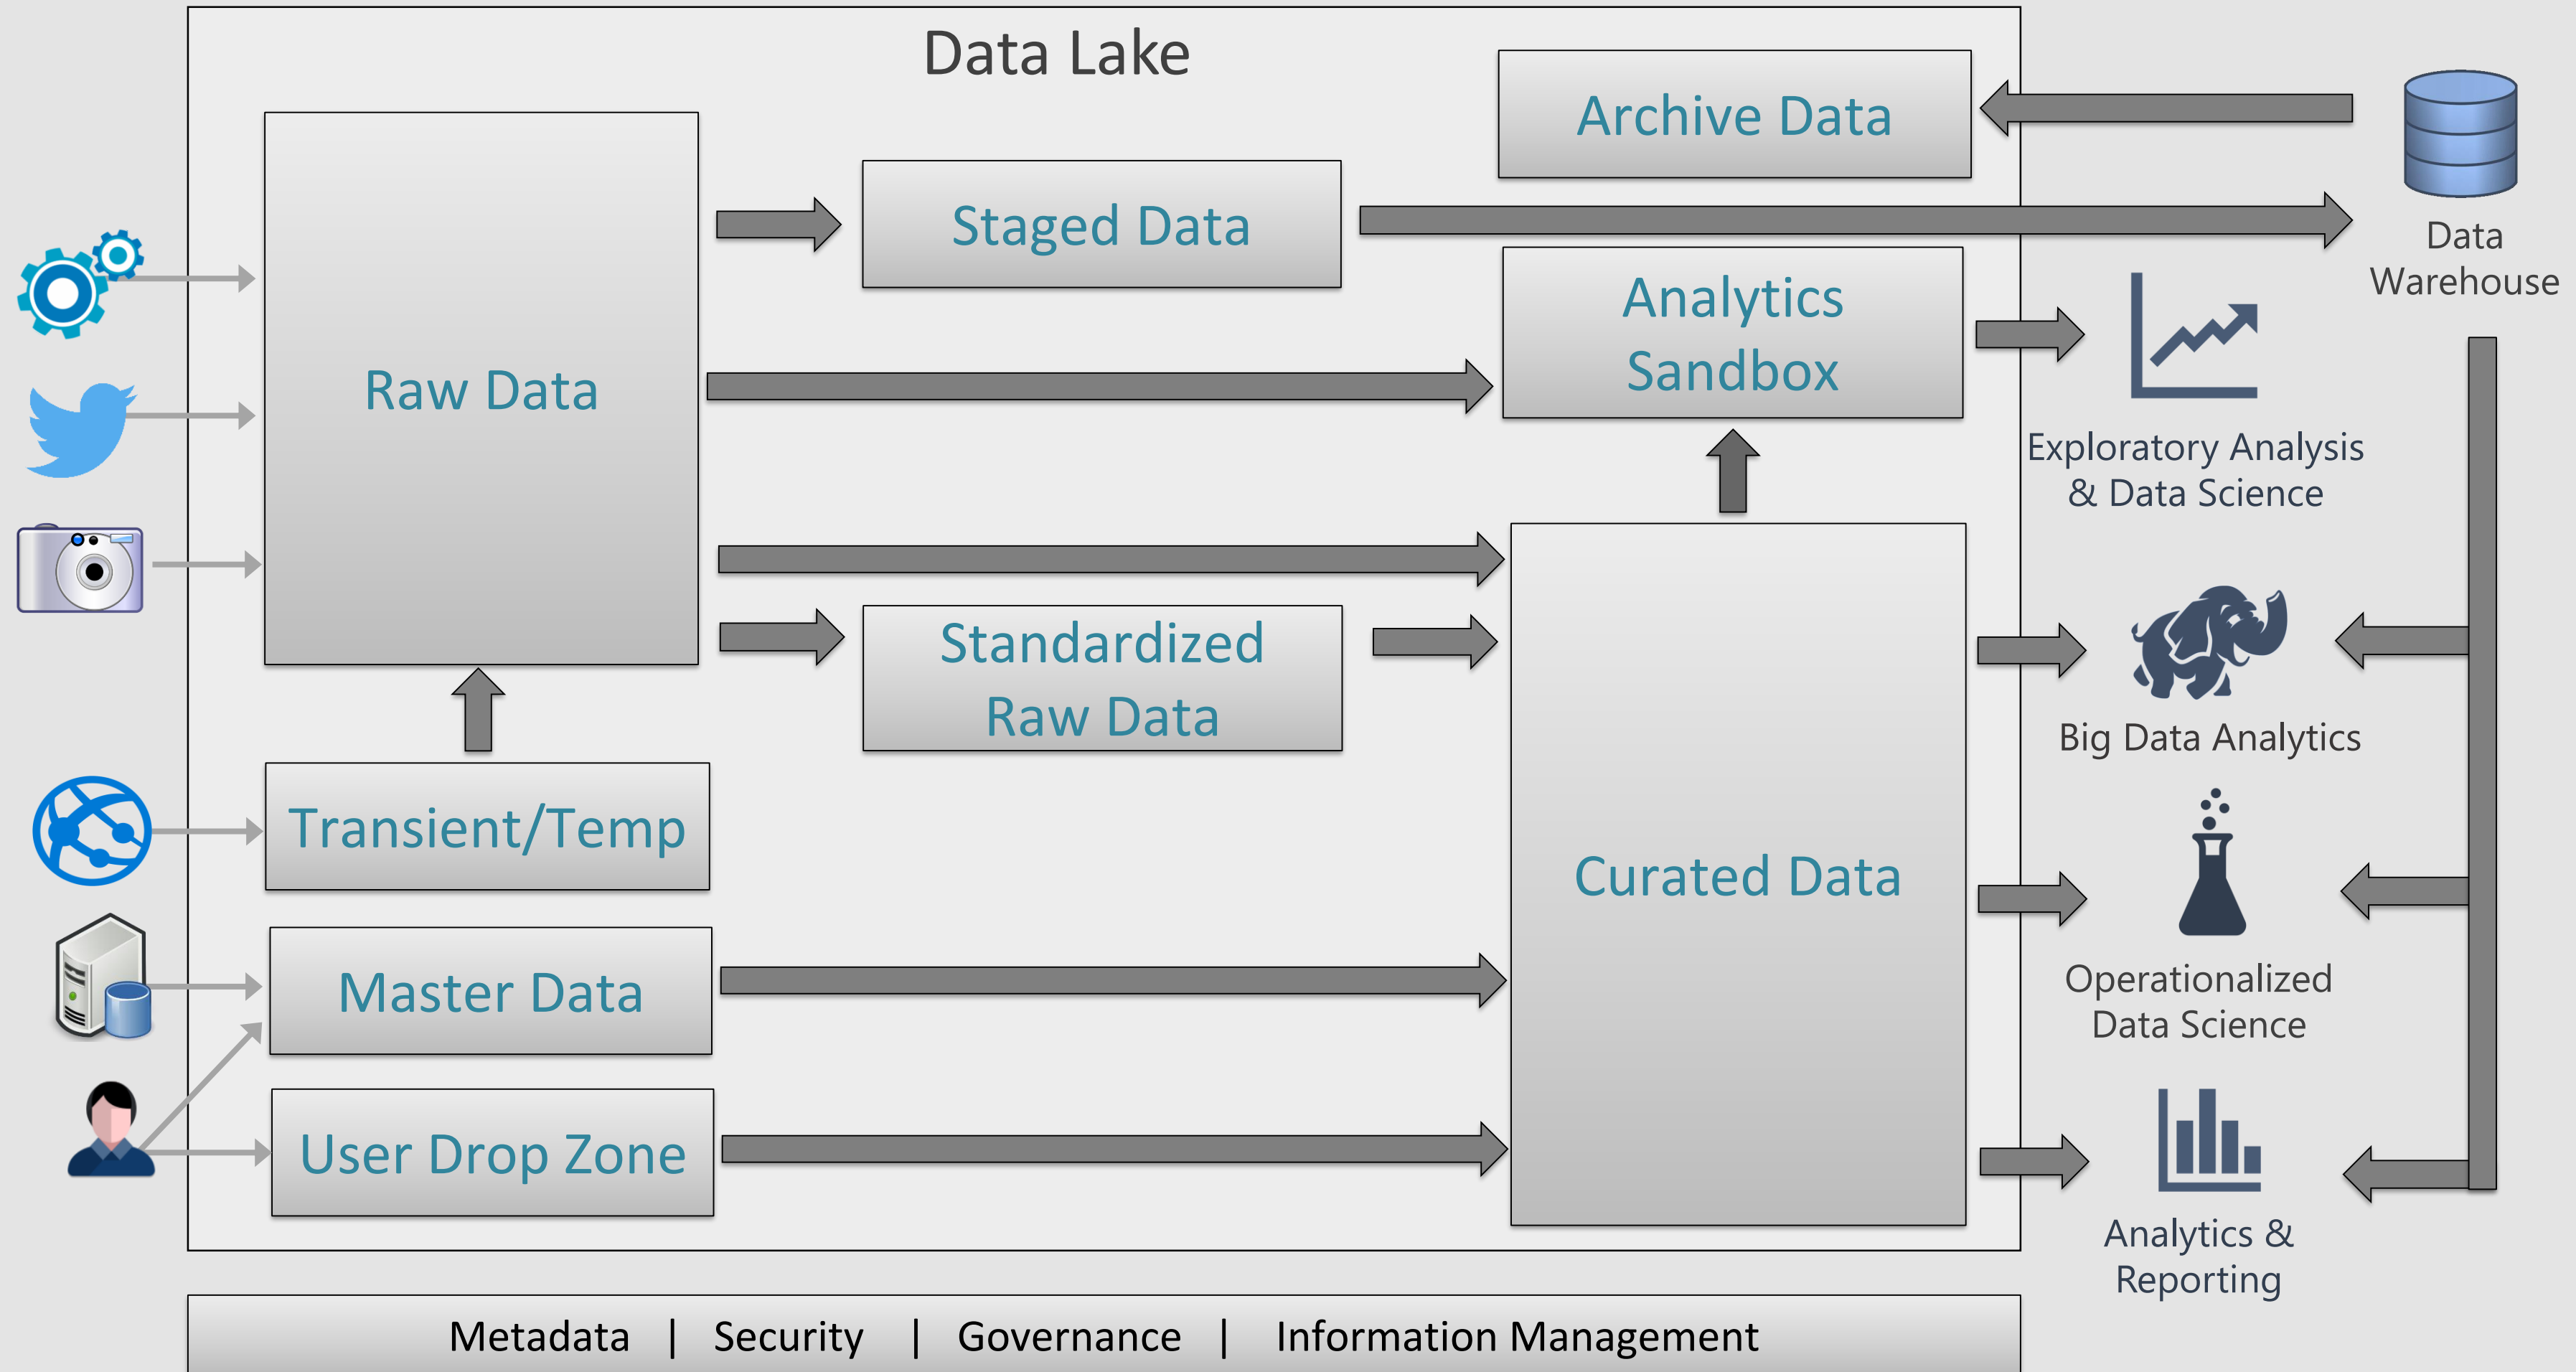 Data Lake
Archive Data
Raw Data
Staged Data
Data
Warehouse
Analytics
Sandbox
Exploratory Analysis
& Data Science
Standardized
Raw Data
Big Data Analytics
Transient/Temp
Curated Data
Master Data
Operationalized
Data Science
User Drop Zone
Analytics &
Reporting
Metadata | Security | Governance | Information Management